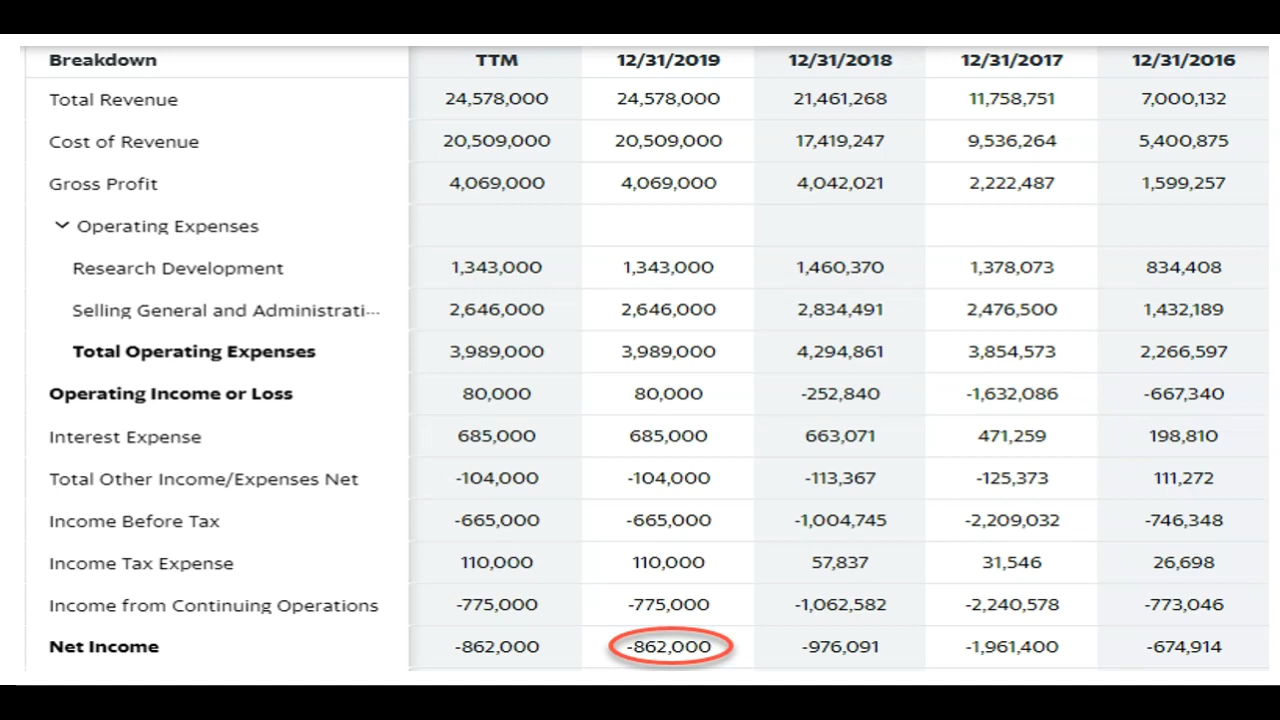 Breakdown TTM 12/31/2019 12/31/2018 12/31/2017 12/31/2016
Total Revenue 24,578,000 24,578,000 21,461,268 11,758,751 7,000,132
Cost of Revenue 20,509,000 20,509,000 17,419,247 9,536,264 5,400,875
Gross Profit 4,069,000 4,069,000 4,042,021 2,222,487 1,599,257
Operating Expenses
Research Development 1,343,000 1,343,000 1,460,370 1,378,073 834,408
Selling General and Administrati... 2,646,000 2,646,000 2,834,491 2,476,500 1,432,189
Total Operating Expenses 3,989,000 3,989,000 4,294,861 3,854,573 2,266,597
Operating Income or Loss 80,000 80,000 -252,840 -1,632,086 -667,340
Interest Expense 685,000 685,000 663,071 471,259 198,810
Total Other Income/Expenses Net -104,000 -104,000 -113,367 -125,373 111,272
Income Before Tax -665,000 -665,000 -1,004,745 -2,209,032 -746,348
Income Tax Expense 110,000 110,000 57,837 31,546 26,698
Income from Continuing Operations -775,000 -775,000 -1,062,582 -2,240,578 -773,046
Net Income -862,000 -862,000 -976,091 -1,961,400 -674,914